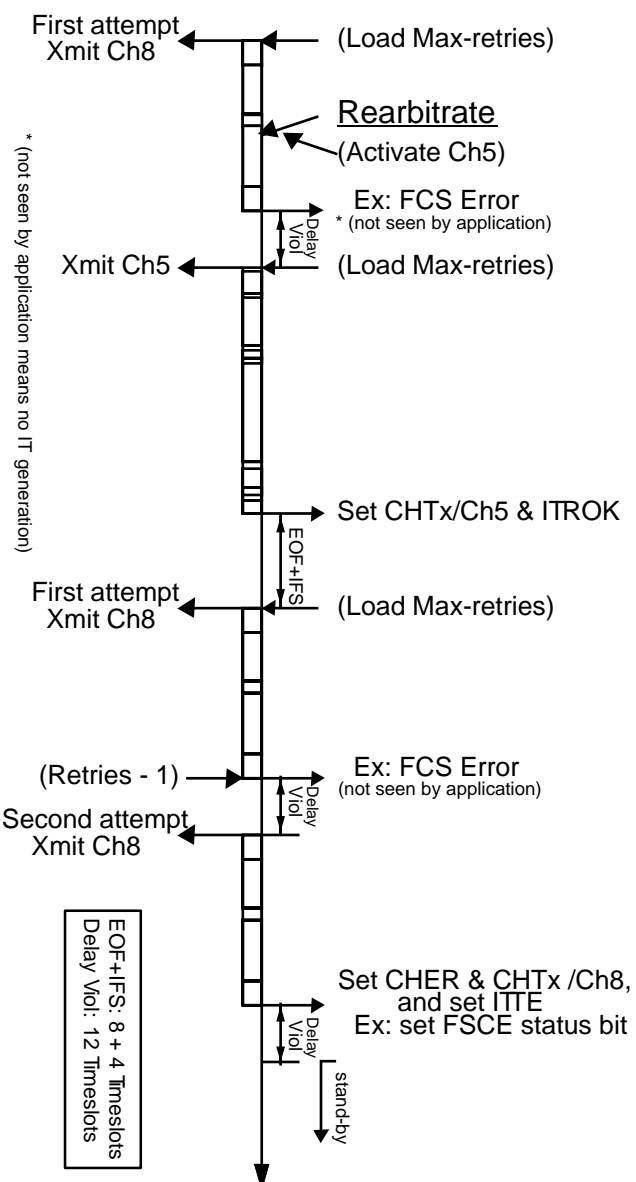 First attempt
Xmit Ch8
(Load Max-retries)
Rearbitrate
(Activate Ch5)
* (not seen by application means no IT generation)
Ex: FCS Error
* (not seen by application)
Delay
Viol
Xmit Ch5
(Load Max-retries)
Set CHTx/Ch5 & ITROK
EOF+IFS
First attempt
Xmit Ch8
(Load Max-retries)
(Retries - 1)
Ex: FCS Error
(not seen by application)
Delay
Viol
Second attempt
Xmit Ch8
Set CHER & CHTx /Ch8,
and set ITTE
Ex: set FSCE status bit
Delay
Viol
stand-by
EOF+IFS: 8 + 4 Timeslots
Delay Viol: 12 Timeslots